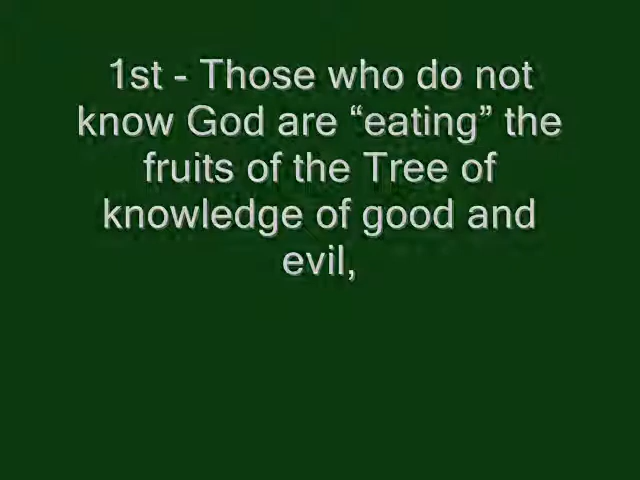 1st - Those who do not
know God are “eating” the
fruits of the Tree of
knowledge of good and
evil,